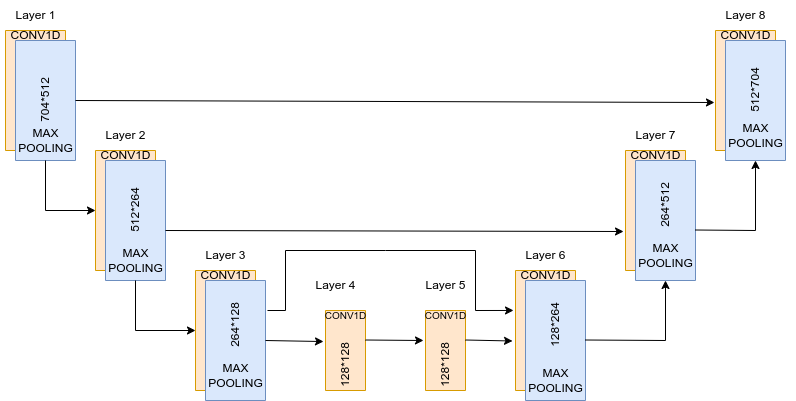 Layer 1
CONV1D
704*512
MAX
POOLING
Layer 2
CONV1D
512*264
MAX
POOLING
Layer 3
CONV1D
264*128
MAX
POOLING
Layer 4
CONV1D
128*128
Layer 5
CONV1D
128*128
Layer 6
CONV1D
128*264
MAX
POOLING
Layer 7
CONV1D
264*512
MAX
POOLING
Layer 8
CONV1D
512*704
MAX
POOLING